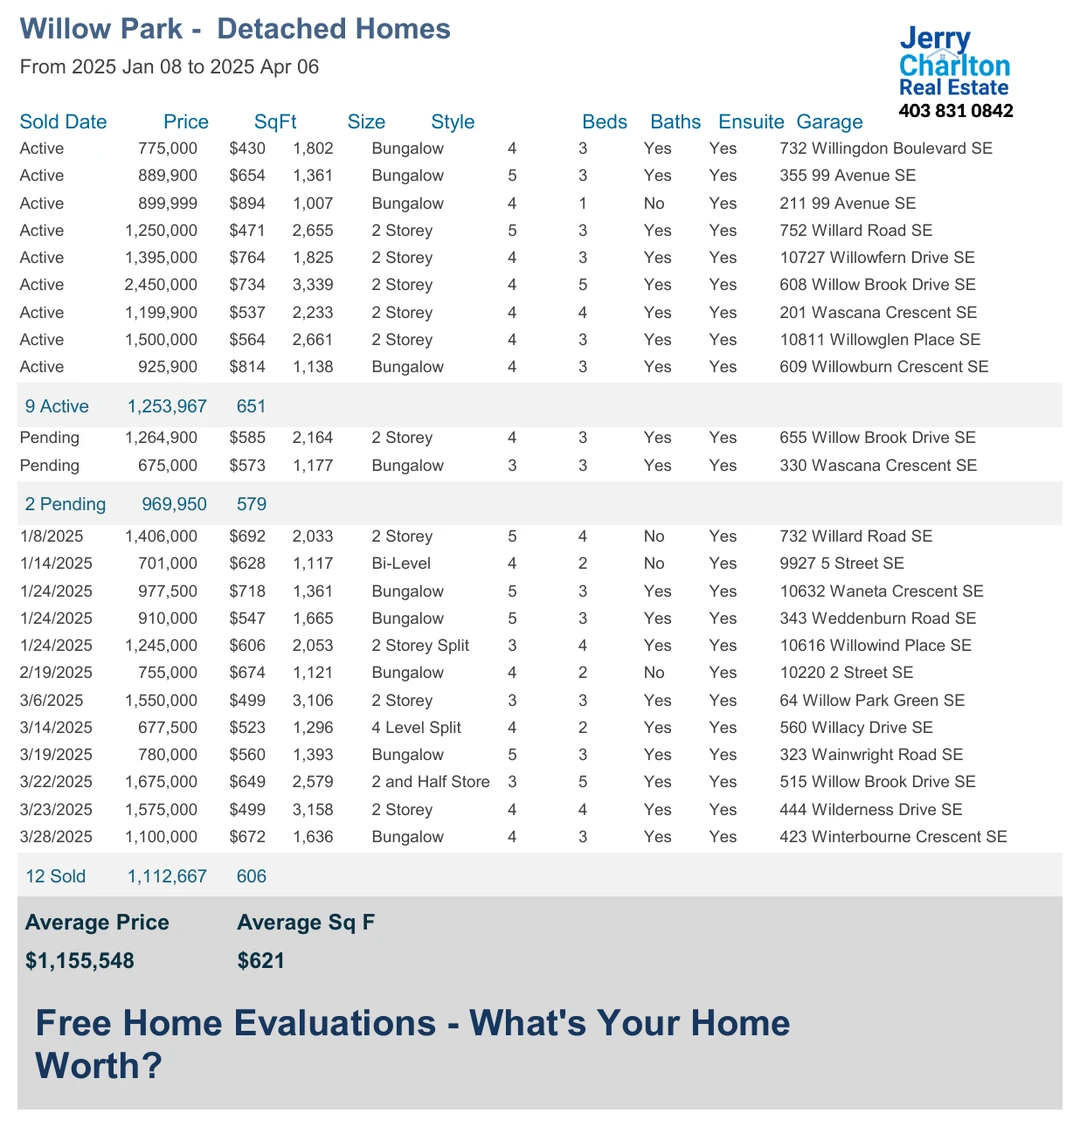 Willow Park - Detached Homes
From 2025 Jan 08 to 2025 Apr 06
Jerry
Charlton
Real Estate
403 831 0842
Sold Date Price SqFt Size Style Beds Baths Ensuite Garage
Active 775,000 $430 1,802 Bungalow 4 3 Yes Yes 732 Willingdon Boulevard SE
Active 889,900 $654 1,361 Bungalow 5 3 Yes Yes 355 99 Avenue SE
Active 899,999 $894 1,007 Bungalow 4 1 No Yes 211 99 Avenue SE
Active 1,250,000 $471 2,655 2 Storey 5 3 Yes Yes 752 Willard Road SE
Active 1,395,000 $764 1,825 2 Storey 4 3 Yes Yes 10727 Willowfern Drive SE
Active 2,450,000 $734 3,339 2 Storey 4 5 Yes Yes 608 Willow Brook Drive SE
Active 1,199,900 $537 2,233 2 Storey 4 4 Yes Yes 201 Wascana Crescent SE
Active 1,500,000 $564 2,661 2 Storey 4 3 Yes Yes 10811 Willowglen Place SE
Active 925,900 $814 1,138 Bungalow 4 3 Yes Yes 609 Willowburn Crescent SE
9 Active 1,253,967 651
Pending 1,264,900 $585 2,164 2 Storey 4 3 Yes Yes 655 Willow Brook Drive SE
Pending 675,000 $573 1,177 Bungalow 3 3 Yes Yes 330 Wascana Crescent SE
2 Pending 969,950 579
1/8/2025 1,406,000 $692 2,033 2 Storey 5 4 No Yes 732 Willard Road SE
1/14/2025 701,000 $628 1,117 Bi-Level 4 2 No Yes 9927 5 Street SE
1/24/2025 977,500 $718 1,361 Bungalow 5 3 Yes Yes 10632 Waneta Crescent SE
1/24/2025 910,000 $547 1,665 Bungalow 5 3 Yes Yes 343 Weddenburn Road SE
1/24/2025 1,245,000 $606 2,053 2 Storey Split 3 4 Yes Yes 10616 Willowind Place SE
2/19/2025 755,000 $674 1,121 Bungalow 4 2 No Yes 10220 2 Street SE
3/6/2025 1,550,000 $499 3,106 2 Storey 3 3 Yes Yes 64 Willow Park Green SE
3/14/2025 677,500 $523 1,296 4 Level Split 4 2 Yes Yes 560 Willacy Drive SE
3/19/2025 780,000 $560 1,393 Bungalow 5 3 Yes Yes 323 Wainwright Road SE
3/22/2025 1,675,000 $649 2,579 2 and Half Store 3 5 Yes Yes 515 Willow Brook Drive SE
3/23/2025 1,575,000 $499 3,158 2 Storey 4 4 Yes Yes 444 Wilderness Drive SE
3/28/2025 1,100,000 $672 1,636 Bungalow 4 3 Yes Yes 423 Winterbourne Crescent SE
12 Sold 1,112,667 606
Average Price Average Sq F
$1,155,548 $621
Free Home Evaluations - What's Your Home
Worth?